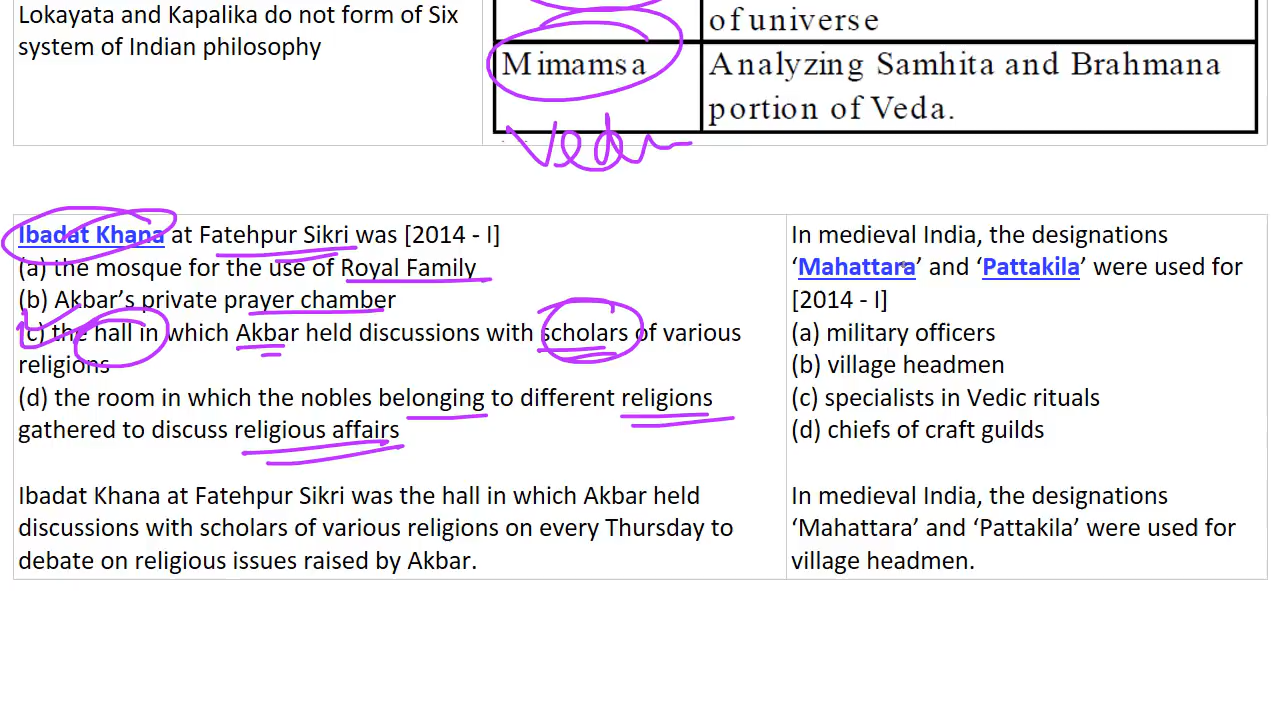 Lokayata and Kapalika do not form of Six
system of Indian philosophy
of universe
Mimamsa
Analyzing Samhita and Brahmana
portion of Veda.
Veda
Ibadat Khana at Fatehpur Sikri was [2014 - I]
(a) the mosque for the use of Royal Family
(b) Akbar's private prayer chamber
(c) the hall in which Akbar held discussions with scholars of various
religions
(d) the room in which the nobles belonging to different religions
gathered to discuss religious affairs
Ibadat Khana at Fatehpur Sikri was the hall in which Akbar held
discussions with scholars of various religions on every Thursday to
debate on religious issues raised by Akbar.
In medieval India, the designations
‘Mahattara’ and ‘Pattakila’ were used for
[2014 - I]
(a) military officers
(b) village headmen
(c) specialists in Vedic rituals
(d) chiefs of craft guilds
In medieval India, the designations
‘Mahattara’ and ‘Pattakila’ were used for
village headmen.